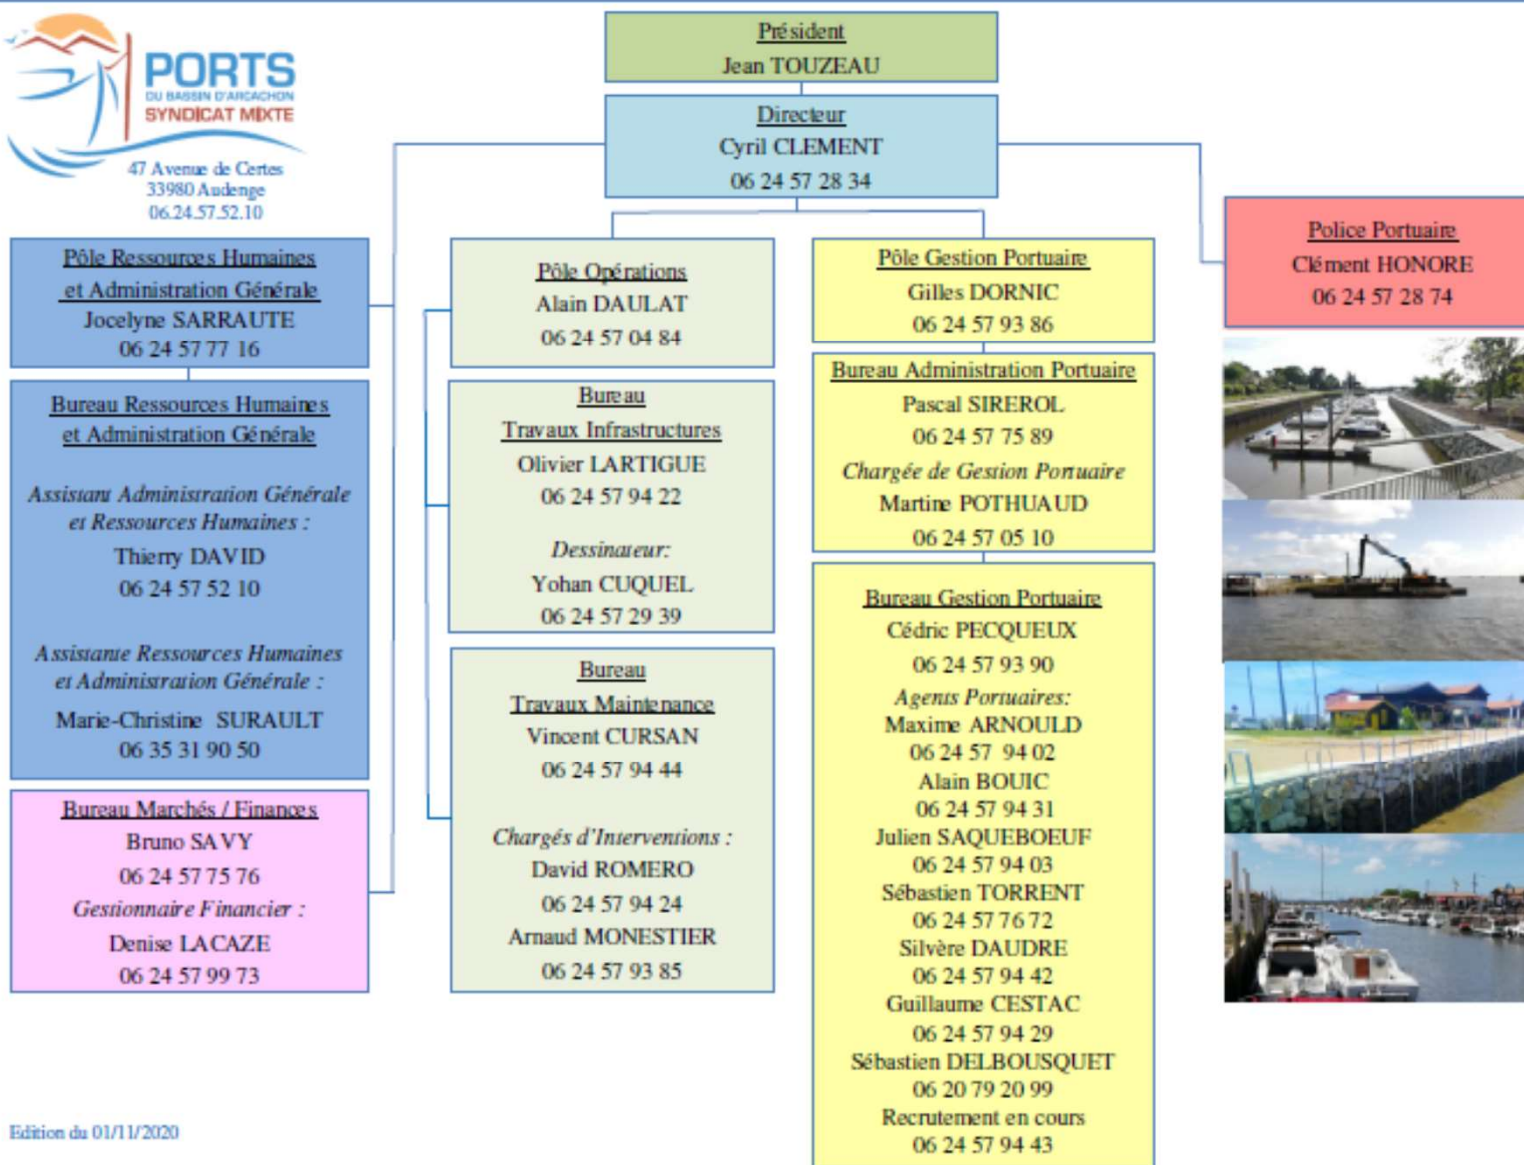 PORTS
DU BASSIN D'ARCACHON
SYNDICAT MIXTE
47 Avenue de Certes
33980 Audenge
06.24.57.52.10
Président
Jean TOUZEAU
Directeur
Cyril CLEMENT
06 24 57 28 34
Pôle Ressources Humaines
et Administration Générale
Jocelyne SARRAUTE
06 24 57 77 16
Bureau Ressources Humaines
et Administration Générale
Assistant Administration Générale
et Ressources Humaines :
Thierry DAVID
06 24 57 52 10
Assistante Ressources Humaines
et Administration Générale :
Marie-Christine SURAULT
06 35 31 90 50
Bureau Marchés / Finances
Bruno SAVY
06 24 57 75 76
Gestionnaire Financier :
Denise LACAZE
06 24 57 99 73
Pôle Opérations
Alain DAULAT
06 24 57 04 84
Bureau
Travaux Infrastructures
Olivier LARTIGUE
06 24 57 94 22
Dessinateur:
Yohan CUQUEL
06 24 57 29 39
Bureau
Travaux Maintenance
Vincent CURSAN
06 24 57 94 44
Chargés d'Interventions :
David ROMERO
06 24 57 94 24
Arnaud MONESTIER
06 24 57 93 85
Pôle Gestion Portuaire
Gilles DORNIC
06 24 57 93 86
Bureau Administration Portuaire
Pascal SIREROL
06 24 57 75 89
Chargée de Gestion Portuaire
Martine POTHUAUD
06 24 57 05 10
Bureau Gestion Portuaire
Cédric PECQUEUX
06 24 57 93 90
Agents Portuaires:
Maxime ARNOULD
06 24 57 94 02
Alain BOUIC
06 24 57 94 31
Julien SAQUEBOEUF
06 24 57 94 03
Sébastien TORRENT
06 24 57 76 72
Silvère DAUDRE
06 24 57 94 42
Guillaume CESTAC
06 24 57 94 29
Sébastien DELBOUSQUET
06 20 79 20 99
Recrutement en cours
06 24 57 94 43
Police Portuaire
Clément HONORE
06 24 57 28 74
Edition du 01/11/2020